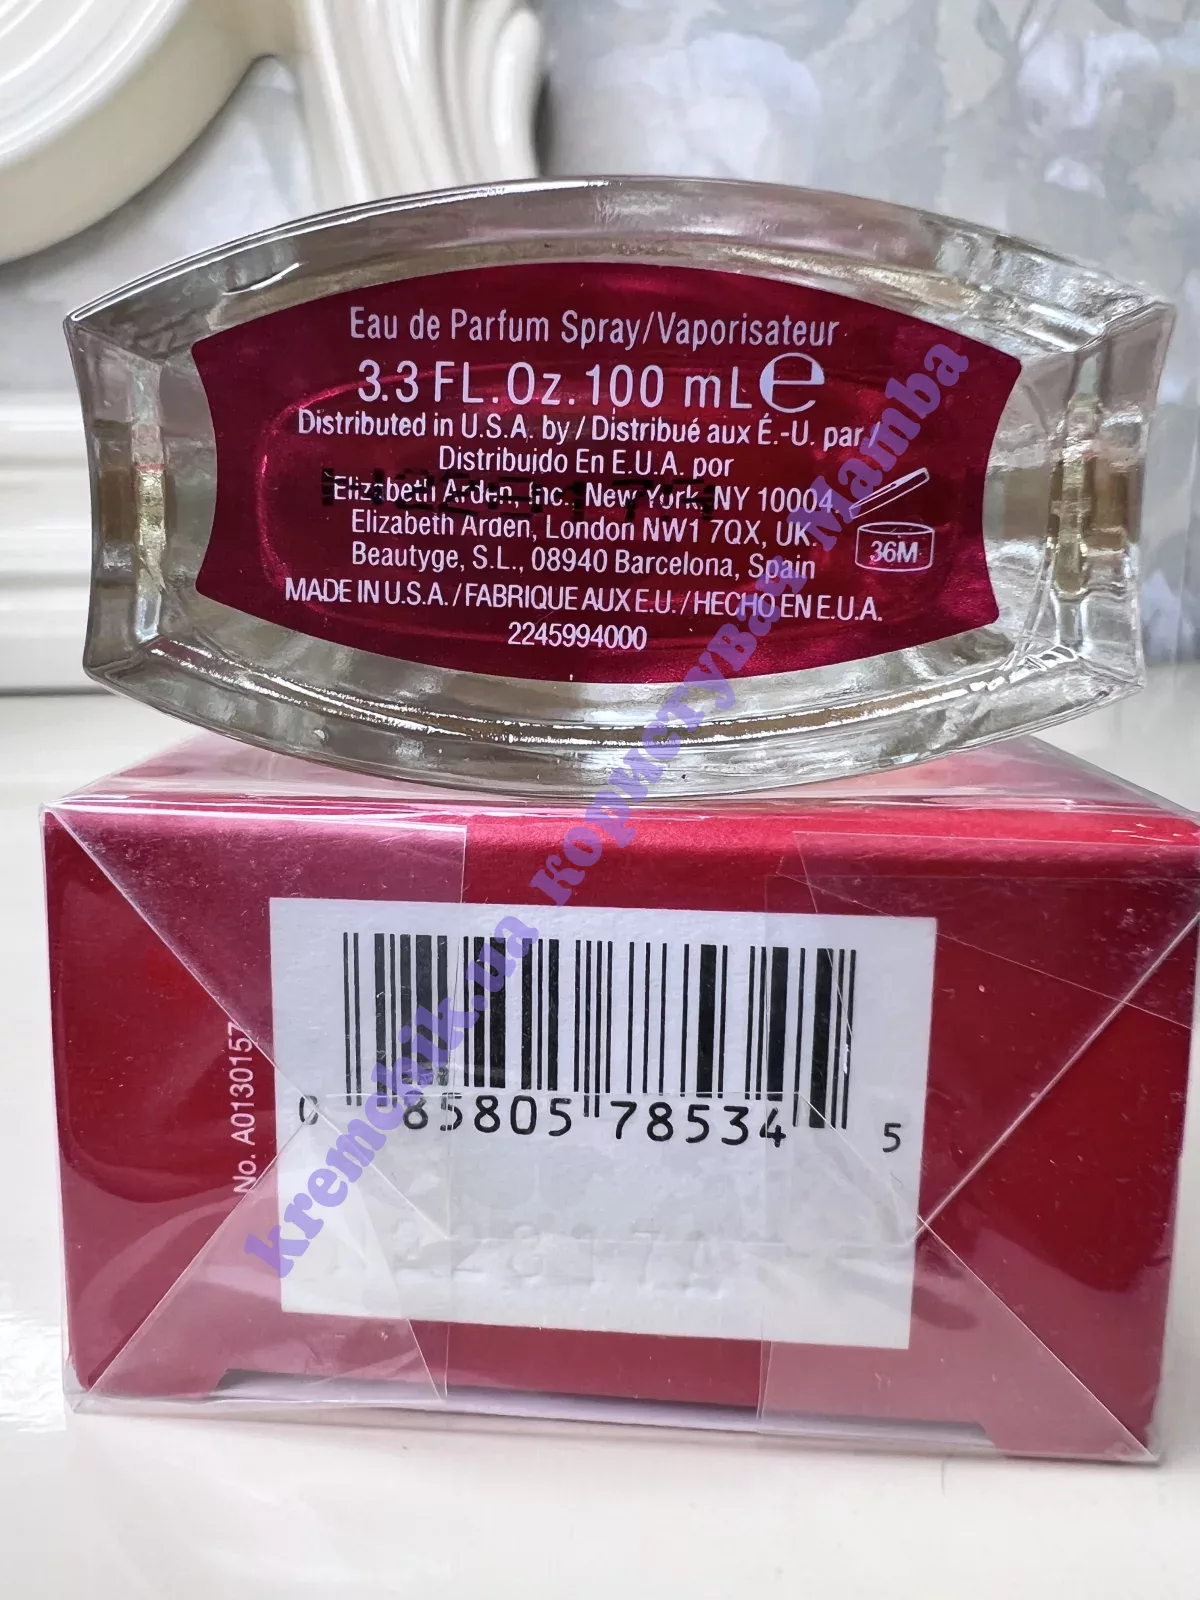 Eau de Parfum Spray/Vaporisateur
3.3 FL.Oz.100 mL ℮
Distributed in U.S.A. by / Distribué aux É.-U. par /
Distribuido En E.U.A. por
Elizabeth Arden, Inc., New York, NY 10004.
Elizabeth Arden, London NW1 7QX, UK.
Beautyge, S.L., 08940 Barcelona, Spain
36M
MADE IN U.S.A. / FABRIQUE AUX E.U. / HECHO EN E.U.A.
2245994000
No. A0130157
0 85805 78534 5
kremchik.ua користувач Mamba